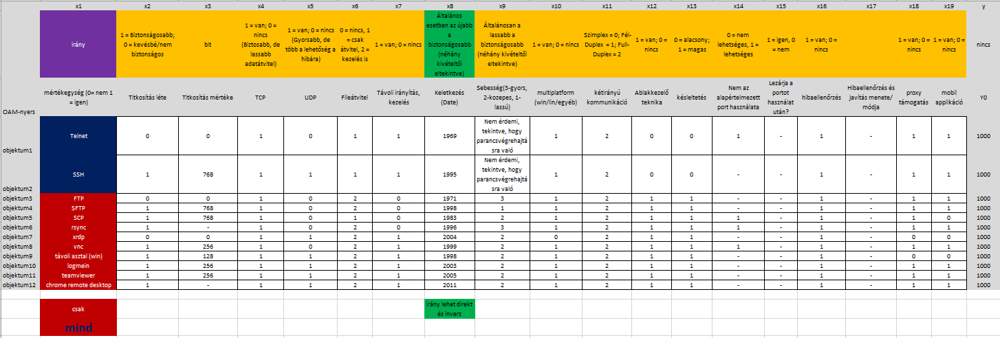 x1 x2 x3 x4 x5 x6 x7 x8 x9 x10 x11 x12 x13 x14 x15 x16 x17 x18 x19 y
irány
1 = Biztonságosabb;
0 = kevésbé/nem
biztonságos
bit
1 = van; 0 =
nincs
(Biztosabb, de
lassabb
adatátvitel)
1 = van; 0 = nincs
(Gyorsabb, de
több a lehetőség a
hibára)
0 = nincs, 1
= csak
átvitel, 2 =
kezelés is
1 = van; 0 = nincs
Általános
esetben az újabb
a
biztonságosabb
(néhány
kivételtől
eltekintve)
Általánosan a
lassabb a
biztonságosabb
(néhány kivételtől
eltekintve)
1 = van; 0 = nincs
Szimplex = 0; Fél-
Duplex = 1; Full-
Duplex = 2
1 = van; 0 =
nincs
0 = alacsony;
1 = magas
0 = nem
lehetséges, 1 =
lehetséges
1 = igen, 0
= nem
1 = van; 0 =
nincs
1 = van; 0 =
nincs
1 = van; 0 =
nincs
nincs
OAM-nyers
mértékegység (0= nem 1
= igen)
Titkosítás léte
Titkosítás mértéke
TCP
UDP
Fileátvitel
Távoli irányítás,
kezelés
Keletkezés
(Date)
Sebesség(3-gyors,
2-közepes, 1-
lassú)
multiplatform
(win/lin/egyéb)
kétirányú
kommunikáció
Ablakkezelő
teknika
késleltetés
Nem az
alapértelmezett
port használata
Lezárja a
portot
használat
után?
hibaellenőrzés
Hibaellenőrzés és
javítás menete/
módja
proxy
támogatás
mobil
applikáció
Y0
objektum1 Telnet 0 0 1 0 1 1 1969
Nem érdemi,
tekintve, hogy
parancsvégrehajtá
sra való
1 2 0 0 1 - 1 - 1 1 1000
objektum2 SSH 1 768 1 1 1 1 1995
Nem érdemi,
tekintve, hogy
parancsvégrehajtá
sra való
1 2 0 0 - - 1 - 1 1 1000
objektum3 FTP 0 0 1 0 2 0 1971 3 1 2 1 1 - - 1 - 1 1 1000
objektum4 SFTP 1 768 1 0 2 0 1998 1 1 2 1 1 - - 1 - 1 1 1000
objektum5 SCP 1 768 1 0 1 0 1983 2 1 2 1 1 1 - 1 - 1 0 1000
objektum6 rsync 1 - 1 0 2 0 1996 3 1 2 1 1 1 - 1 - 1 1 1000
objektum7 xrdp 0 0 1 1 2 1 2004 2 0 2 1 1 - - 1 - 0 0 1000
objektum8 vnc 1 256 1 0 2 1 1999 2 1 2 1 1 1 - 1 - 1 1 1000
objektum9 távoli asztal (win) 1 128 1 1 2 1 1998 2 1 2 1 1 - - 1 - 0 0 1000
objektum10 logmein 1 256 1 1 2 1 2003 2 1 2 1 1 - - 1 - 1 1 1000
objektum11 teamviewer 1 256 1 1 2 1 2005 2 1 2 1 1 - - 1 - 1 1 1000
objektum12 chrome remote desktop 1 - 1 1 2 1 2011 2 1 2 1 1 - - 1 - 1 1 1000
csak
irány lehet direkt
és inverz
mind